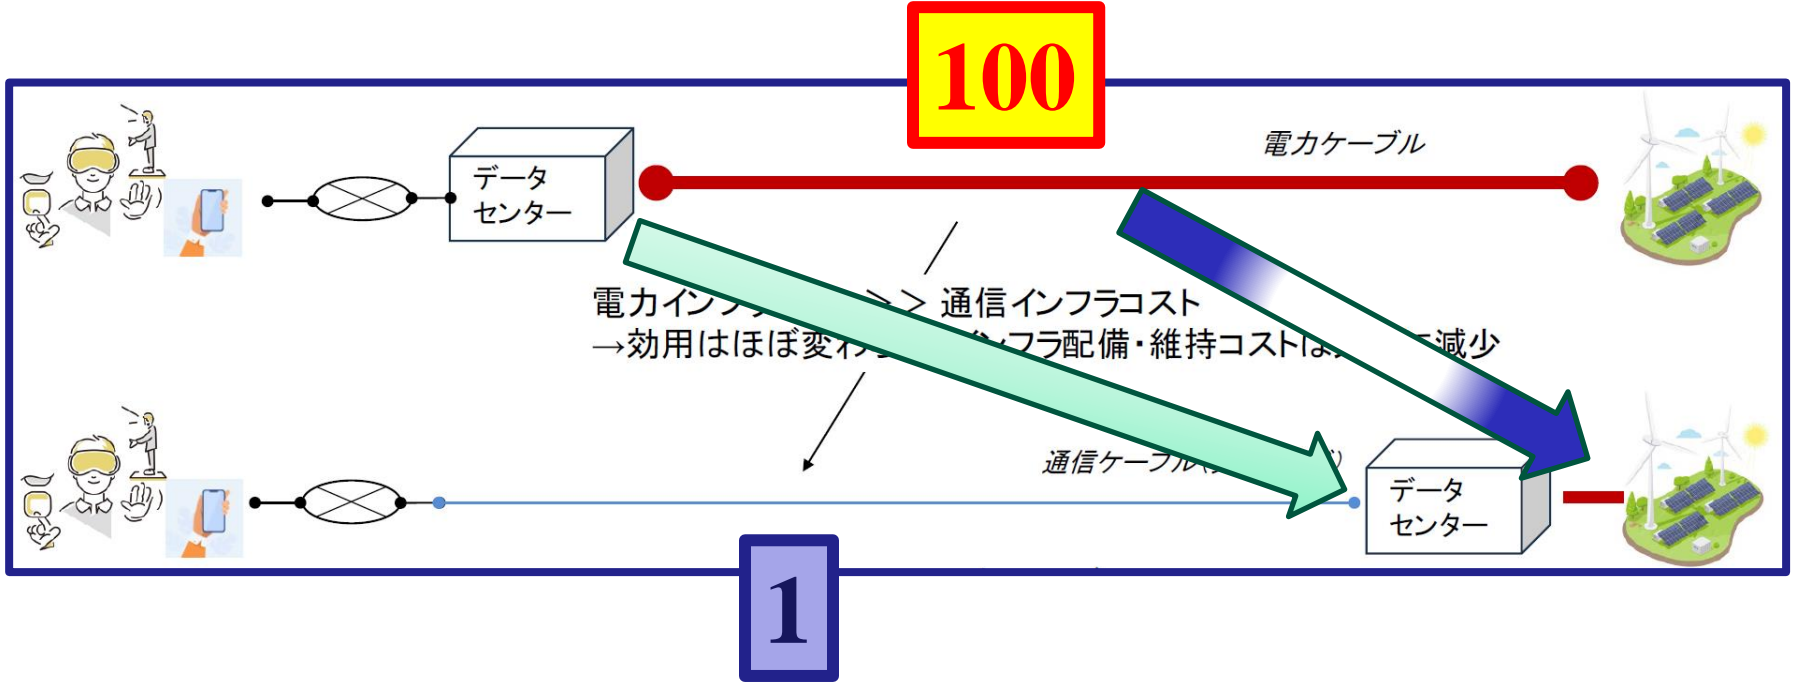 100
電力ケーブル
データ
センター
電力インフ >> 通信インフラコスト
→効用はほぼ変わ ンフラ配備・維持コストは 減少
通信ケーブル
データ
センター
1